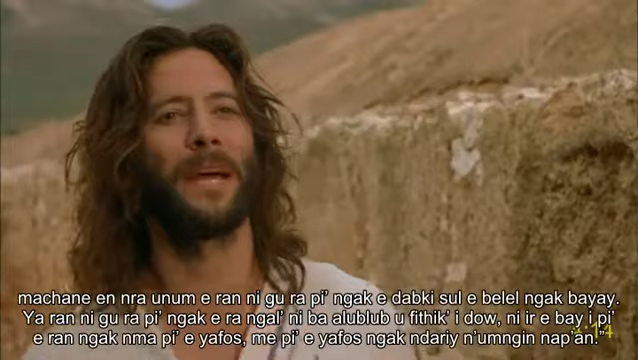 machane en nra unum e ran ni gu ra pi' ngak e dabki sul e belel ngak bayay.
Ya ran ni gu ra pi' ngak e ra ngal' ni ba alublub u fithik' i dow, ni ir e bay i pi'
e ran ngak nma pi' e yafos, me pi' e yafos ngak ndariy n'umngin nap'an.”
4:14